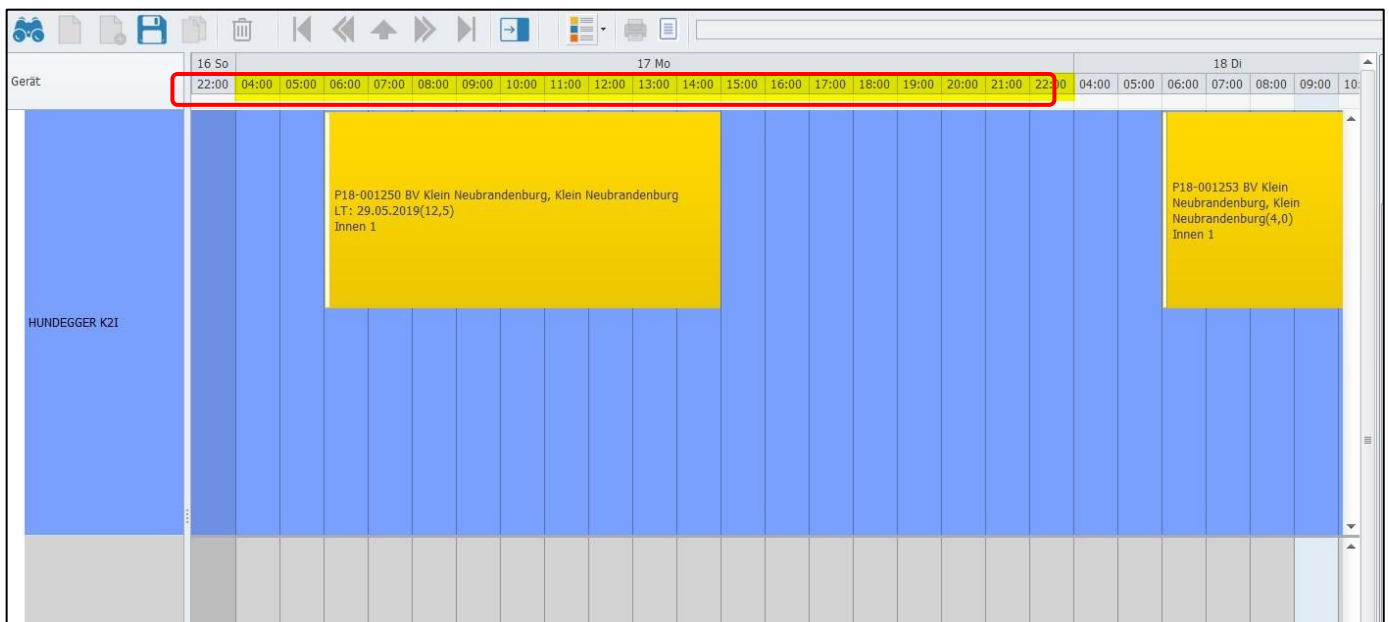 16 So 17 Mo 18 Di
Gerät
22:00 04:00 05:00 06:00 07:00 08:00 09:00 10:00 11:00 12:00 13:00 14:00 15:00 16:00 17:00 18:00 19:00 20:00 21:00 22:00 04:00 05:00 06:00 07:00 08:00 09:00 10:
P18-001250 BV Klein Neubrandenburg, Klein Neubrandenburg
LT: 29.05.2019(12,5)
Innen 1
P18-001253 BV Klein
Neubrandenburg, Klein
Neubrandenburg(4,0)
Innen 1
HUNDEGGER K2I